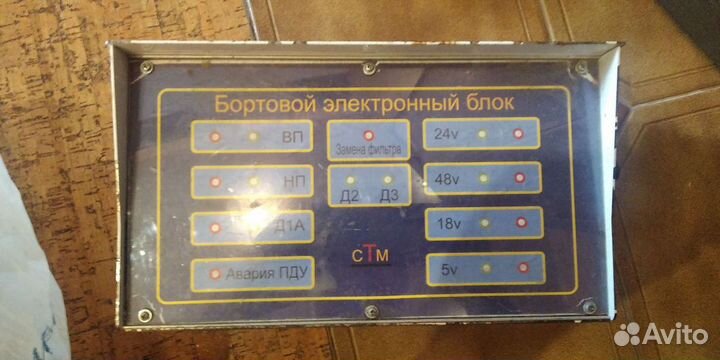 Бортовой электронный блок
ВП
НП
Д1А
Авария ПДУ
Замена фильтра
Д2 Д3
сТм
24v
48v
18v
5v
Avito